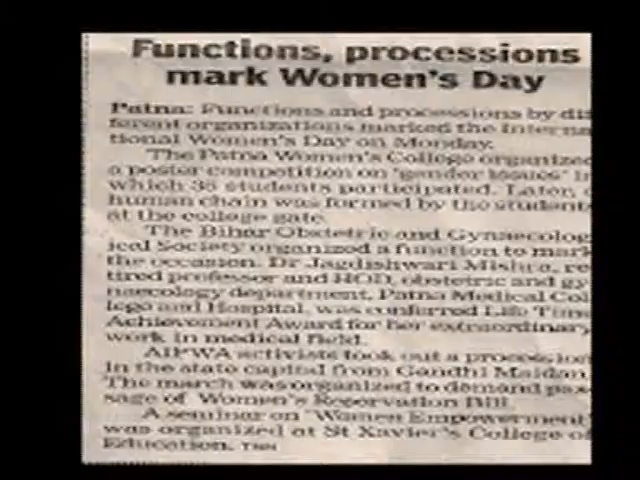 Functions, processions
mark Women's Day
Patna: Functions and processions by dif
ferent organizations marked the Interna
tional Women's Day on Monday.
The Patna Women's College organized
a poster competition on 'gender issues' in
which 36 students participated. Later,
human chain was formed by the student
at the college gate.
The Bihar Obstetric and Gynaecolog
ical Society organized a function to mark
the occasion. Dr Jagdishwari Mishra, re
tired professor and HOD, obstetric and gy
naecology department, Patna Medical Col
lege and Hospital, was conferred Life Time
Achievement Award for her extraordinary
work in medical field.
AIPWA activists took out a procession
in the state capital from Gandhi Maidan.
The march was organized to demand pas
sage of Women's Reservation Bill.
A seminar on "Women Empowerment"
was organized at St Xavier's College of
Education. TNN